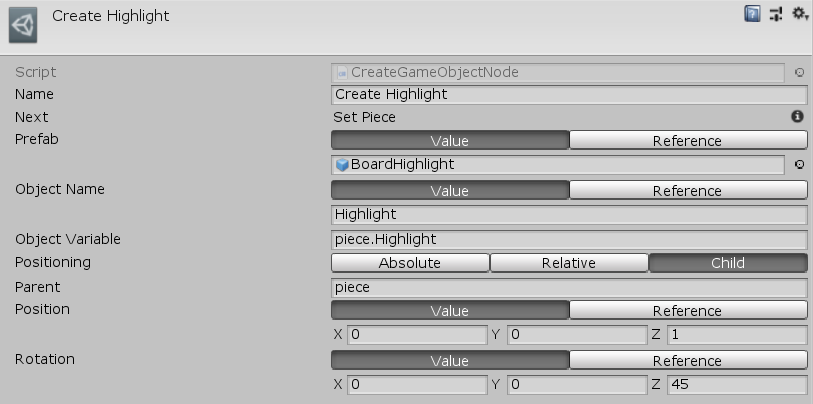 Create Highlight
Script CreateGameObjectNode
Name Create Highlight
Next Set Piece
Prefab Value Reference
BoardHighlight
Object Name Value Reference
Highlight
Object Variable piece.Highlight
Positioning Absolute Relative Child
Parent piece
Position Value Reference
X 0 Y 0 Z 1
Rotation Value Reference
X 0 Y 0 Z 45